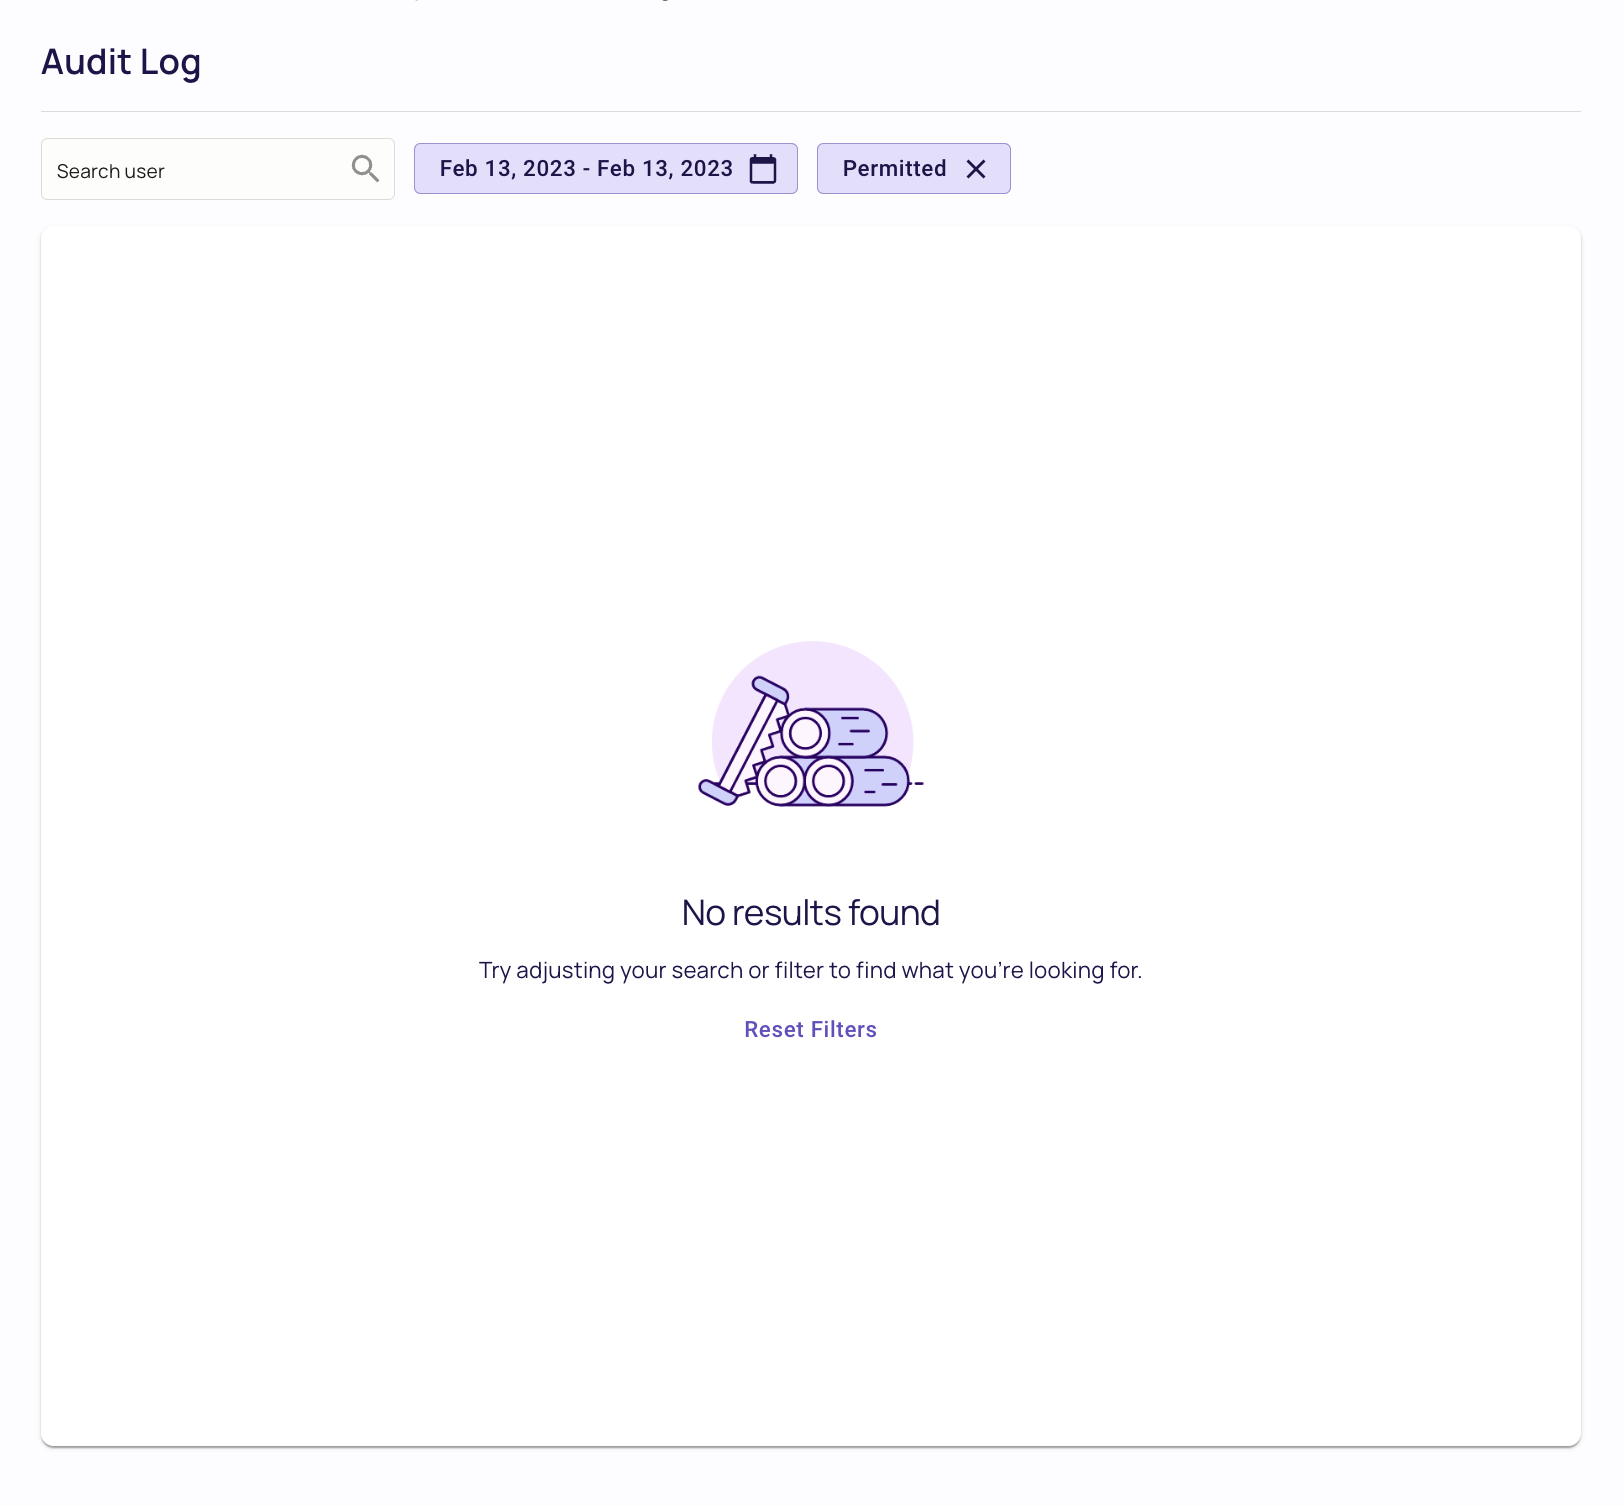 Audit Log
Search user
Feb 13, 2023 - Feb 13, 2023
Permitted
No results found
Try adjusting your search or filter to find what you're looking for.
Reset Filters